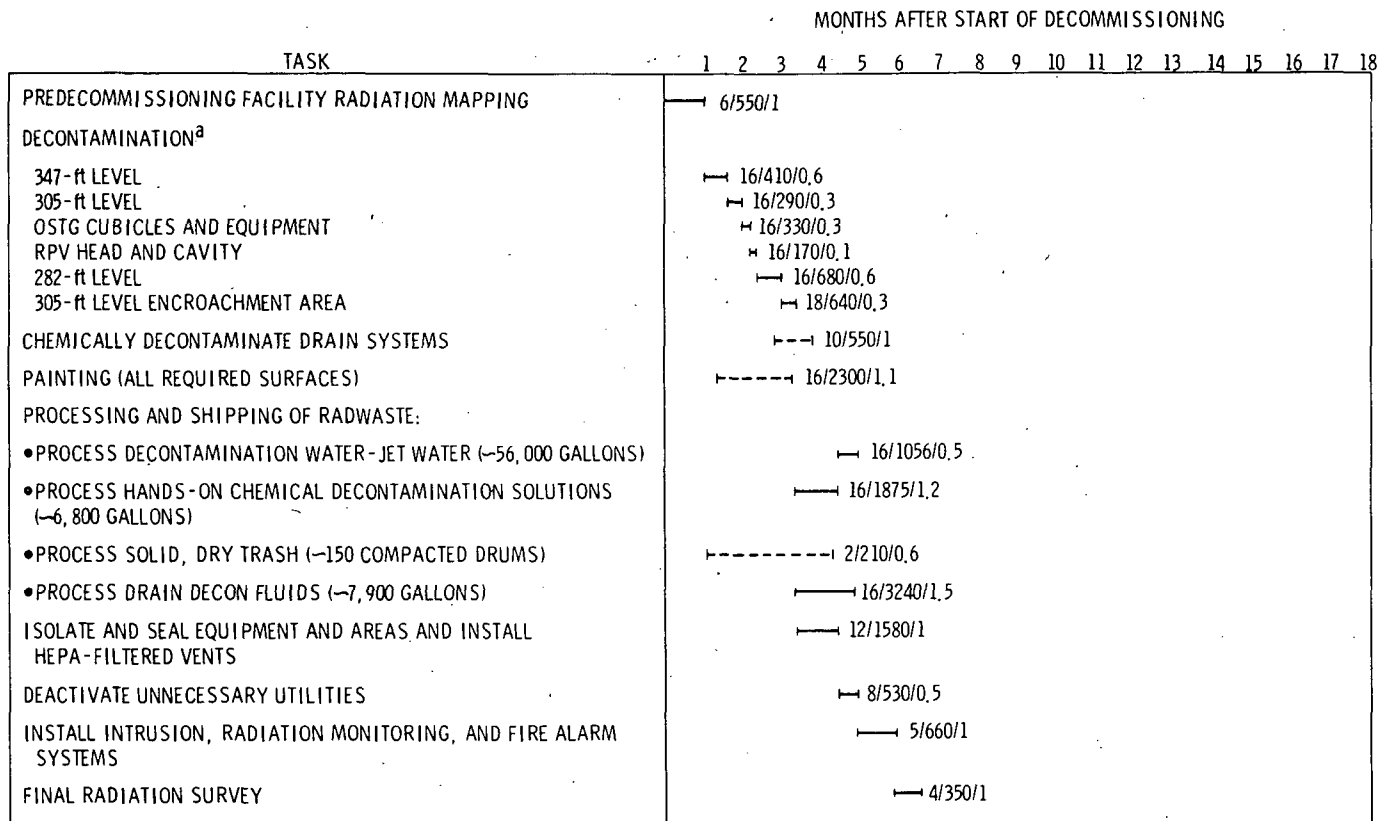 MONTHS AFTER START OF DECOMMISSIONING
TASK 1 2 3 4 5 6 7 8 9 10 11 12 13 14 15 16 17 18
PREDECOMMISSIONING FACILITY RADIATION MAPPING 6/550/1
DECONTAMINATIONᵃ
347-ft LEVEL 16/410/0.6
305-ft LEVEL 16/290/0.3
OSTG CUBICLES AND EQUIPMENT 16/330/0.3
RPV HEAD AND CAVITY 16/170/0.1
282-ft LEVEL 16/680/0.6
305-ft LEVEL ENCROACHMENT AREA 18/640/0.3
CHEMICALLY DECONTAMINATE DRAIN SYSTEMS 10/550/1
PAINTING (ALL REQUIRED SURFACES) 16/2300/1.1
PROCESSING AND SHIPPING OF RADWASTE:
•PROCESS DECONTAMINATION WATER-JET WATER (~56,000 GALLONS) 16/1056/0.5
•PROCESS HANDS-ON CHEMICAL DECONTAMINATION SOLUTIONS 16/1875/1.2
(~6,800 GALLONS)
•PROCESS SOLID, DRY TRASH (~150 COMPACTED DRUMS) 2/210/0.6
•PROCESS DRAIN DECON FLUIDS (~7,900 GALLONS) 16/3240/1.5
ISOLATE AND SEAL EQUIPMENT AND AREAS AND INSTALL 12/1580/1
HEPA-FILTERED VENTS
DEACTIVATE UNNECESSARY UTILITIES 8/530/0.5
INSTALL INTRUSION, RADIATION MONITORING, AND FIRE ALARM 5/660/1
SYSTEMS
FINAL RADIATION SURVEY 4/350/1